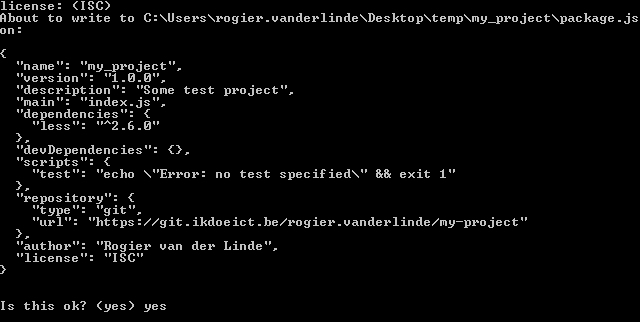 license: (ISC)
About to write to C:\Users\rogier.vanderlinde\Desktop\temp\my_project\package.js
on:

{
  "name": "my_project",
  "version": "1.0.0",
  "description": "Some test project",
  "main": "index.js",
  "dependencies": {
    "less": "^2.6.0"
  },
  "devDependencies": {},
  "scripts": {
    "test": "echo \"Error: no test specified\" && exit 1"
  },
  "repository": {
    "type": "git",
    "url": "https://git.ikdoeict.be/rogier.vanderlinde/my-project"
  },
  "author": "Rogier van der Linde",
  "license": "ISC"
}

Is this ok? (yes) yes